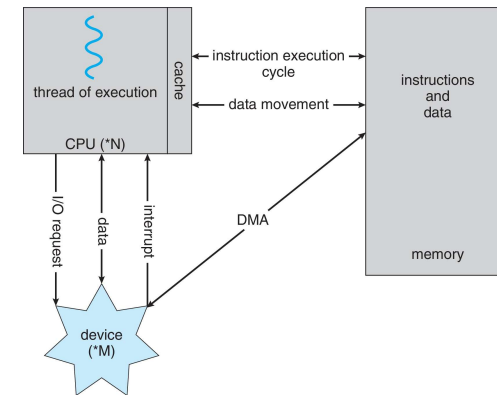 thread of execution
cache
CPU (*N)
instruction execution
cycle
data movement
instructions
and
data
memory
I/O request
data
interrupt
DMA
device
(*M)